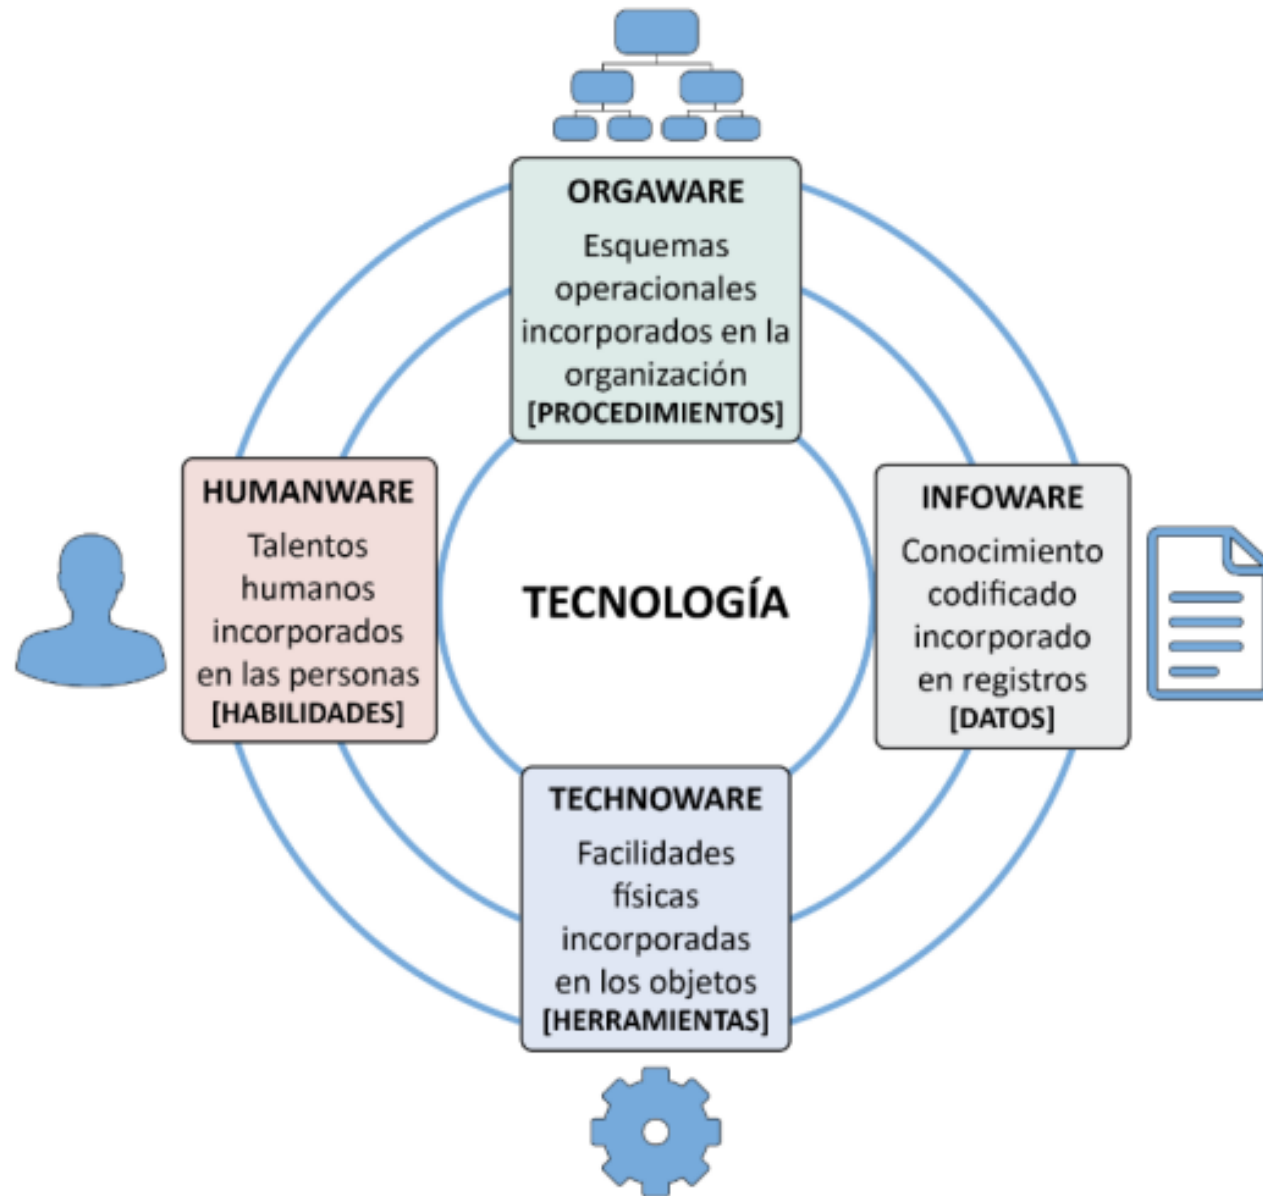 ORGAWARE
Esquemas
operacionales
incorporados en la
organización
[PROCEDIMIENTOS]
HUMANWARE
Talentos
humanos
incorporados
en las personas
[HABILIDADES]
TECNOLOGÍA
INFOWARE
Conocimiento
codificado
incorporado
en registros
[DATOS]
TECHNOWARE
Facilidades
físicas
incorporadas
en los objetos
[HERRAMIENTAS]